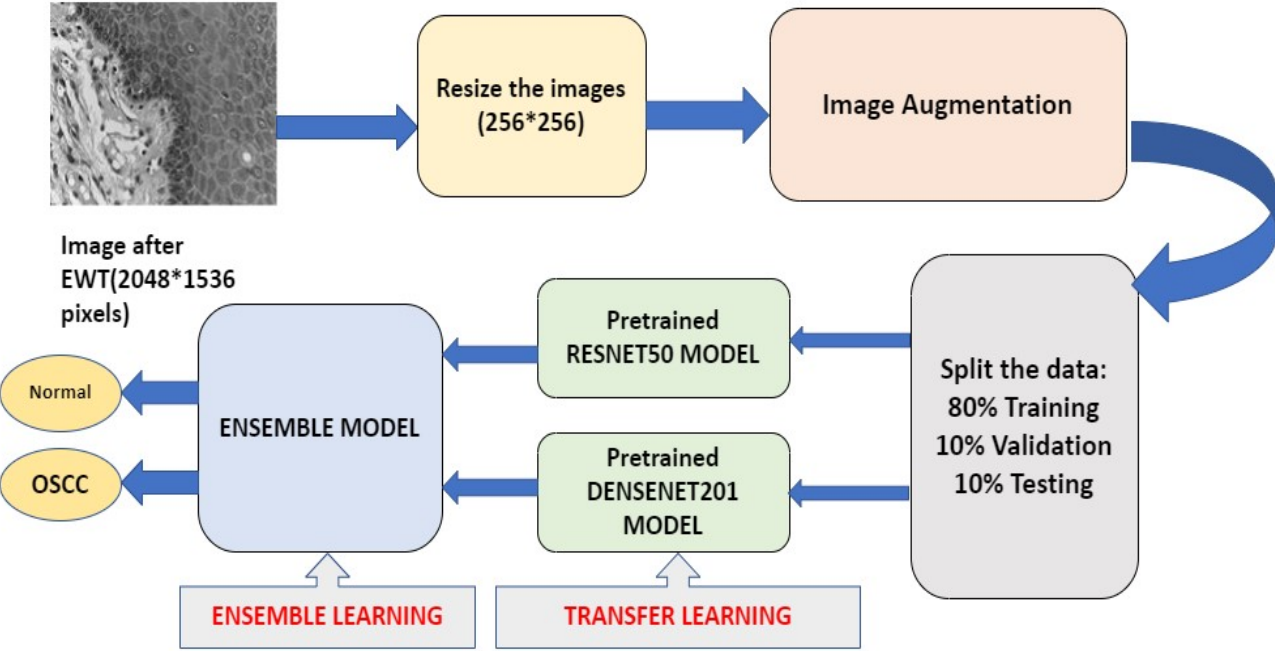 Resize the images
(256*256)
Image Augmentation
Image after
EWT(2048*1536
pixels)
Split the data:
80% Training
10% Validation
10% Testing
Pretrained
RESNET50 MODEL
Pretrained
DENSENET201
MODEL
ENSEMBLE MODEL
Normal
OSCC
ENSEMBLE LEARNING
TRANSFER LEARNING